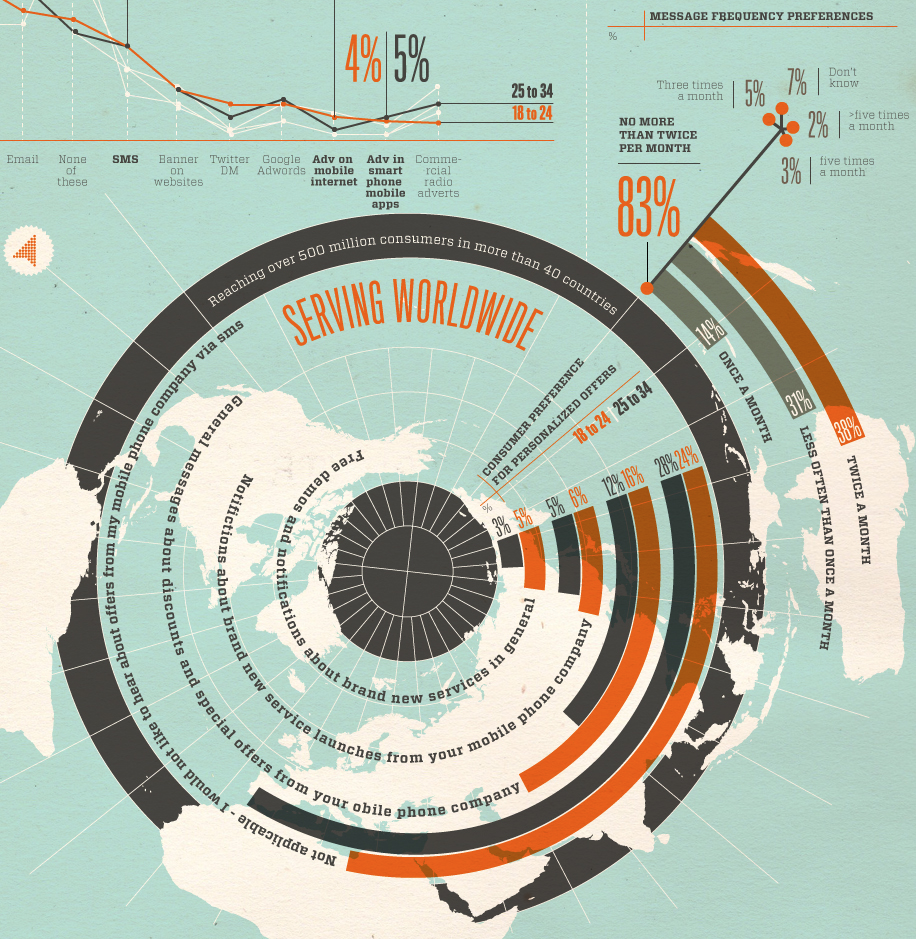 MESSAGE FREQUENCY PREFERENCES
%
4% 5%
25 to 34
18 to 24
Email
None
of
these
SMS
Banner
on
websites
Twitter
DM
Google
Adwords
Adv on
mobile
internet
Adv in
smart
phone
mobile
apps
Comme-
rcial
radio
adverts
Three times
a month
5%
7%
Don't
know
2%
>five times
a month
3%
five times
a month
NO MORE
THAN TWICE
PER MONTH
83%
14%
ONCE A MONTH
31%
LESS OFTEN THAN ONCE A MONTH
38%
TWICE A MONTH
Reaching over 500 million consumers in more than 40 countries
SERVING WORLDWIDE
CONSUMER PREFERENCE
FOR PERSONALIZED OFFERS
18 to 24 | 25 to 34
%
3% 5%
5% 6%
12% 16%
28% 24%
Free demos and notifications about brand new services in general
Notifictions about brand new service launches from your mobile phone company
General messages about discounts and special offers from your obile phone company
Not applicable - I would not like to hear about offers from my mobile phone company via sms